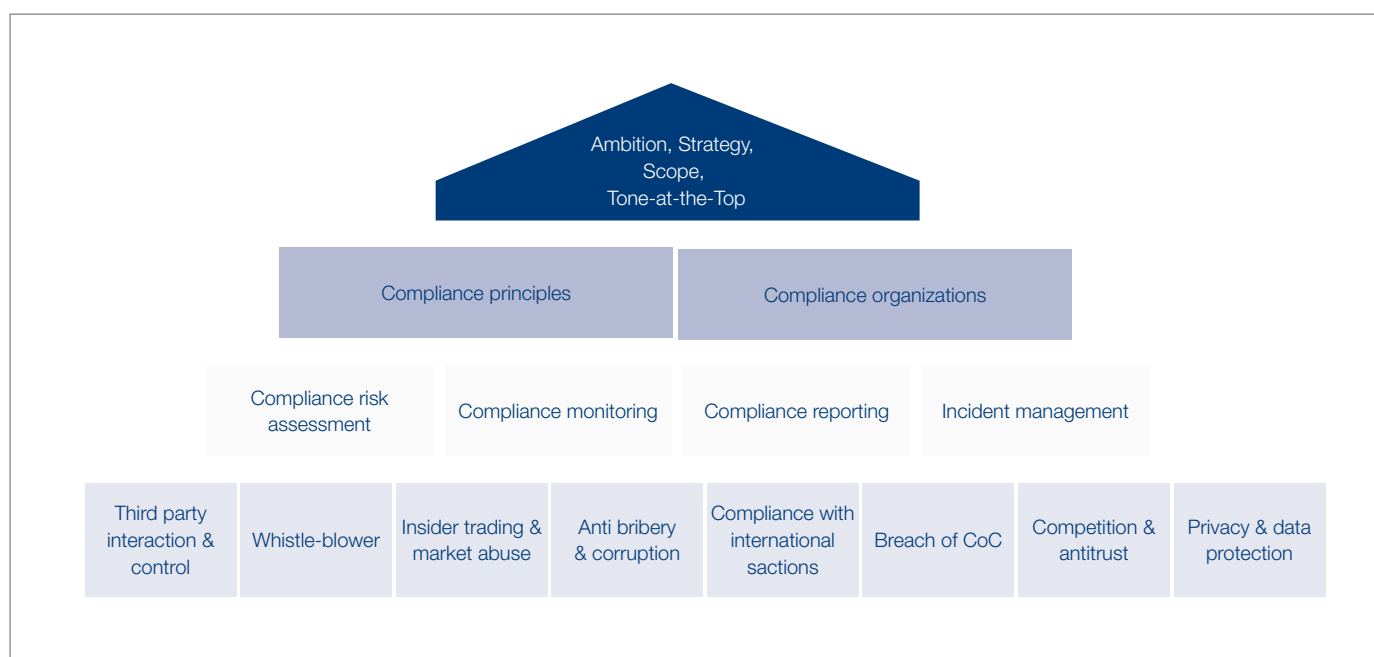 Ambition, Strategy,
Scope,
Tone-at-the-Top
Compliance principles
Compliance organizations
Compliance risk
assessment
Compliance monitoring
Compliance reporting
Incident management
Third party
interaction &
control
Whistle-blower
Insider trading &
market abuse
Anti bribery
& corruption
Compliance with
international
sactions
Breach of CoC
Competition &
antitrust
Privacy & data
protection